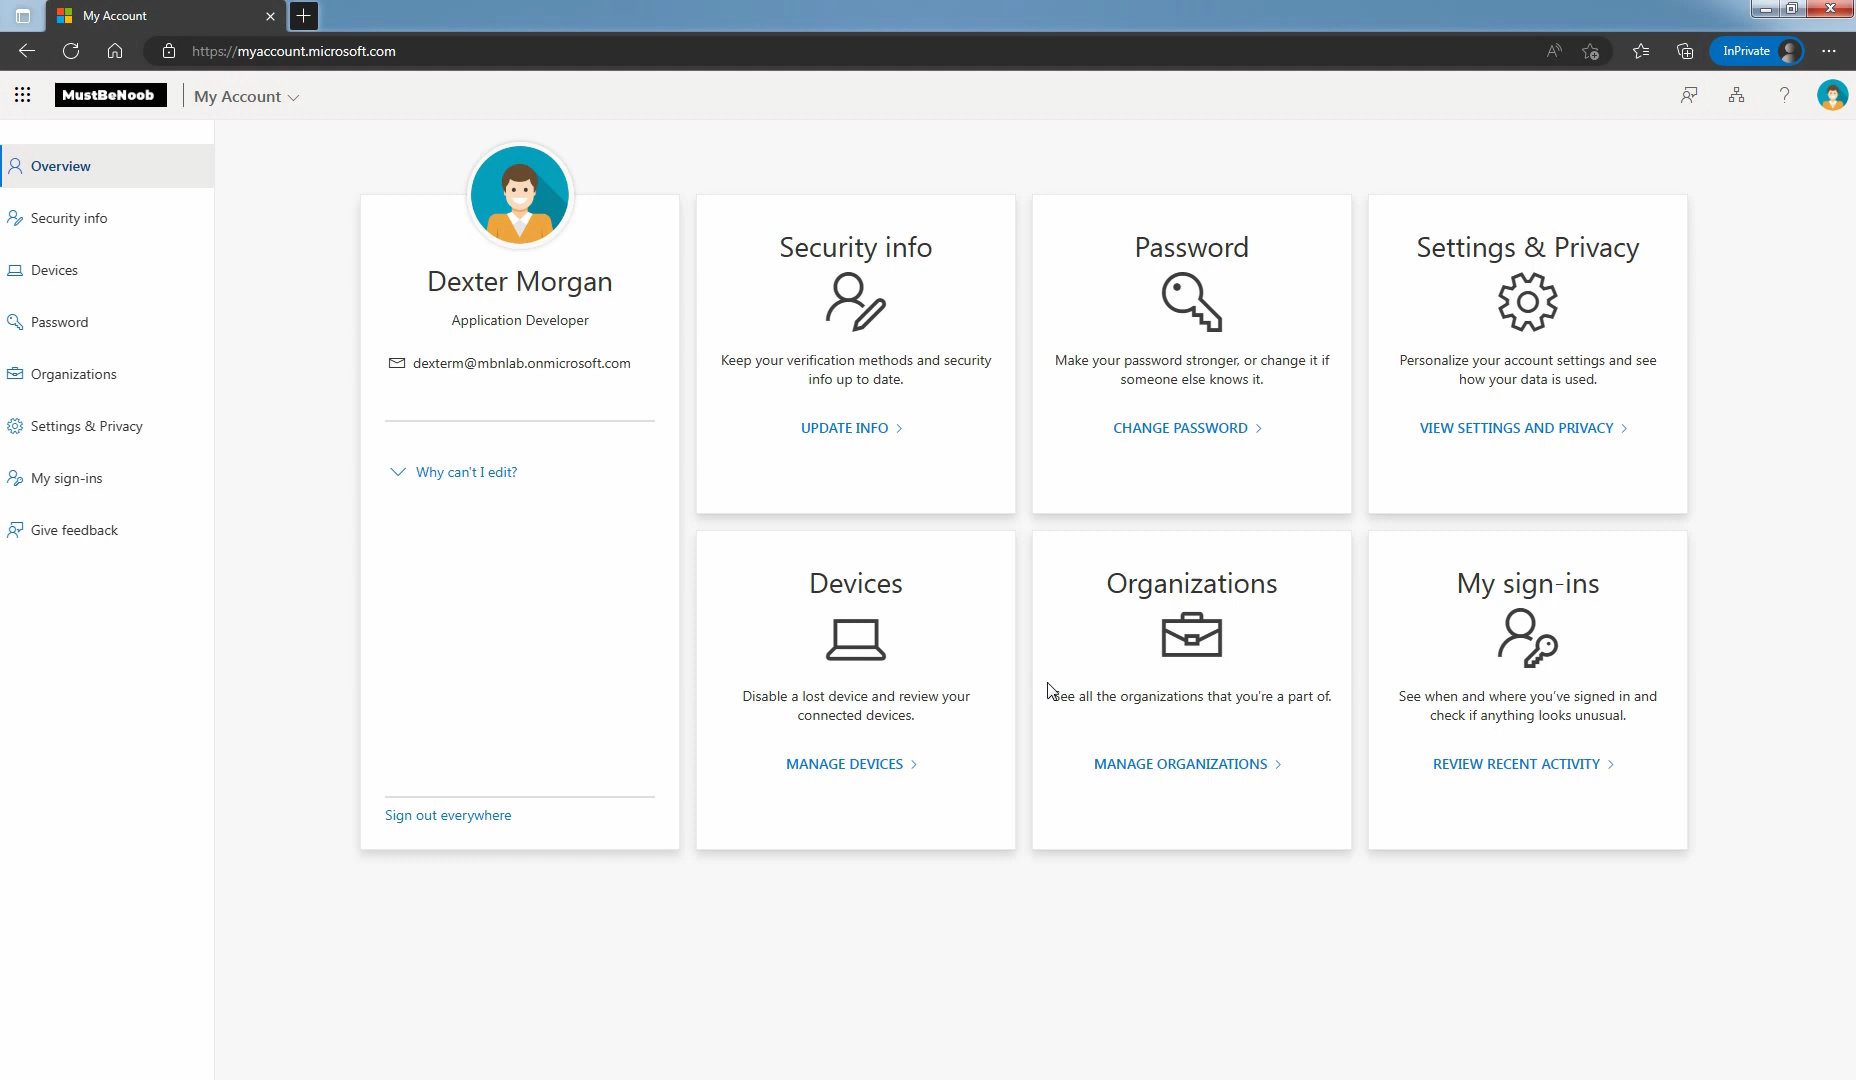 My Account
https://myaccount.microsoft.com
InPrivate
MustBeNoob
My Account
Overview
Security info
Devices
Password
Organizations
Settings & Privacy
My sign-ins
Give feedback
Dexter Morgan
Application Developer
dexterm@mbnlab.onmicrosoft.com
Why can't I edit?
Sign out everywhere
Security info
Keep your verification methods and security
info up to date.
UPDATE INFO
Password
Make your password stronger, or change it if
someone else knows it.
CHANGE PASSWORD
Settings & Privacy
Personalize your account settings and see
how your data is used.
VIEW SETTINGS AND PRIVACY
Devices
Disable a lost device and review your
connected devices.
MANAGE DEVICES
Organizations
See all the organizations that you're a part of.
MANAGE ORGANIZATIONS
My sign-ins
See when and where you've signed in and
check if anything looks unusual.
REVIEW RECENT ACTIVITY